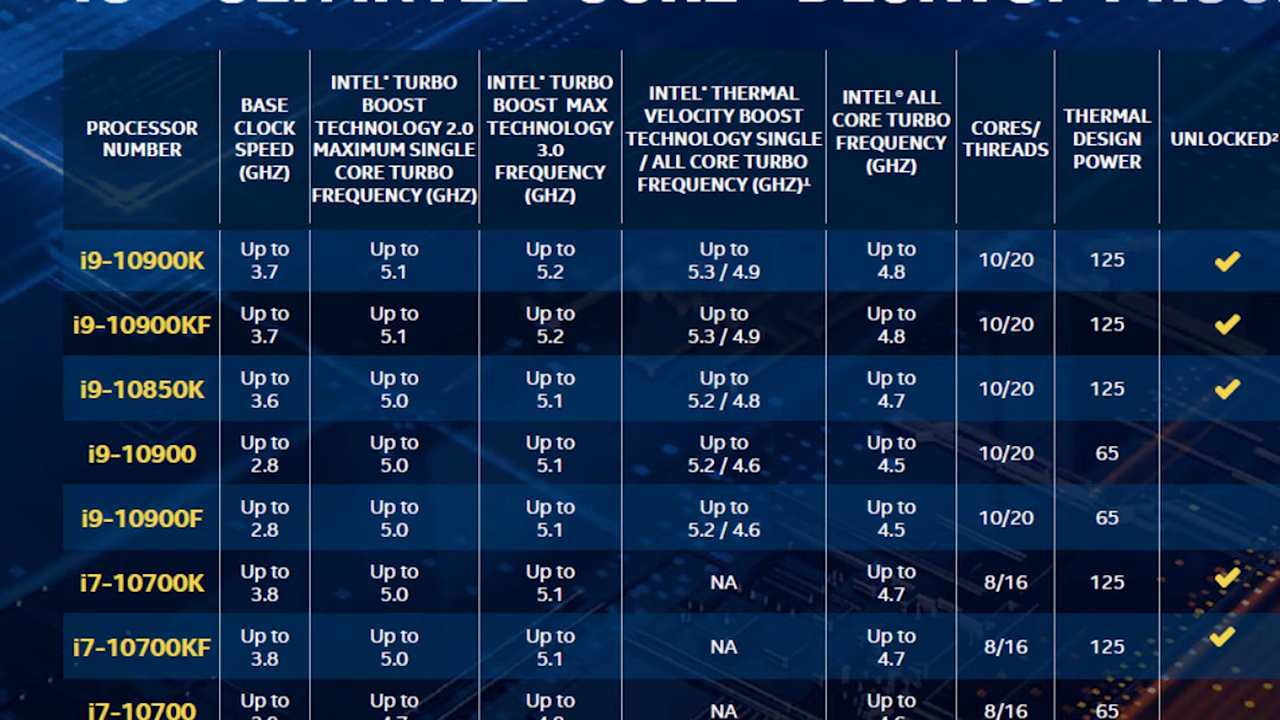 PROCESSOR NUMBER
BASE CLOCK SPEED (GHZ)
INTEL® TURBO BOOST TECHNOLOGY 2.0 MAXIMUM SINGLE CORE TURBO FREQUENCY (GHZ)
INTEL® TURBO BOOST MAX TECHNOLOGY 3.0 FREQUENCY (GHZ)
INTEL® THERMAL VELOCITY BOOST TECHNOLOGY SINGLE / ALL CORE TURBO FREQUENCY (GHZ)¹
INTEL® ALL CORE TURBO FREQUENCY (GHZ)
CORES/ THREADS
THERMAL DESIGN POWER
UNLOCKED²
i9-10900K Up to 3.7 Up to 5.1 Up to 5.2 Up to 5.3 / 4.9 Up to 4.8 10/20 125 ✓
i9-10900KF Up to 3.7 Up to 5.1 Up to 5.2 Up to 5.3 / 4.9 Up to 4.8 10/20 125 ✓
i9-10850K Up to 3.6 Up to 5.0 Up to 5.1 Up to 5.2 / 4.8 Up to 4.7 10/20 125 ✓
i9-10900 Up to 2.8 Up to 5.0 Up to 5.1 Up to 5.2 / 4.6 Up to 4.5 10/20 65
i9-10900F Up to 2.8 Up to 5.0 Up to 5.1 Up to 5.2 / 4.6 Up to 4.5 10/20 65
i7-10700K Up to 3.8 Up to 5.0 Up to 5.1 NA Up to 4.7 8/16 125 ✓
i7-10700KF Up to 3.8 Up to 5.0 Up to 5.1 NA Up to 4.7 8/16 125 ✓
i7-10700 Up to Up to Up to NA Up to 8/16 65